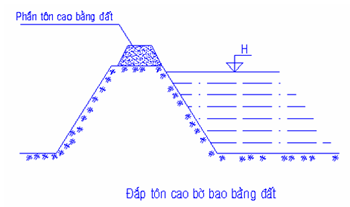 Phần tôn cao bằng đất
H
Đắp tôn cao bờ bao bằng đất